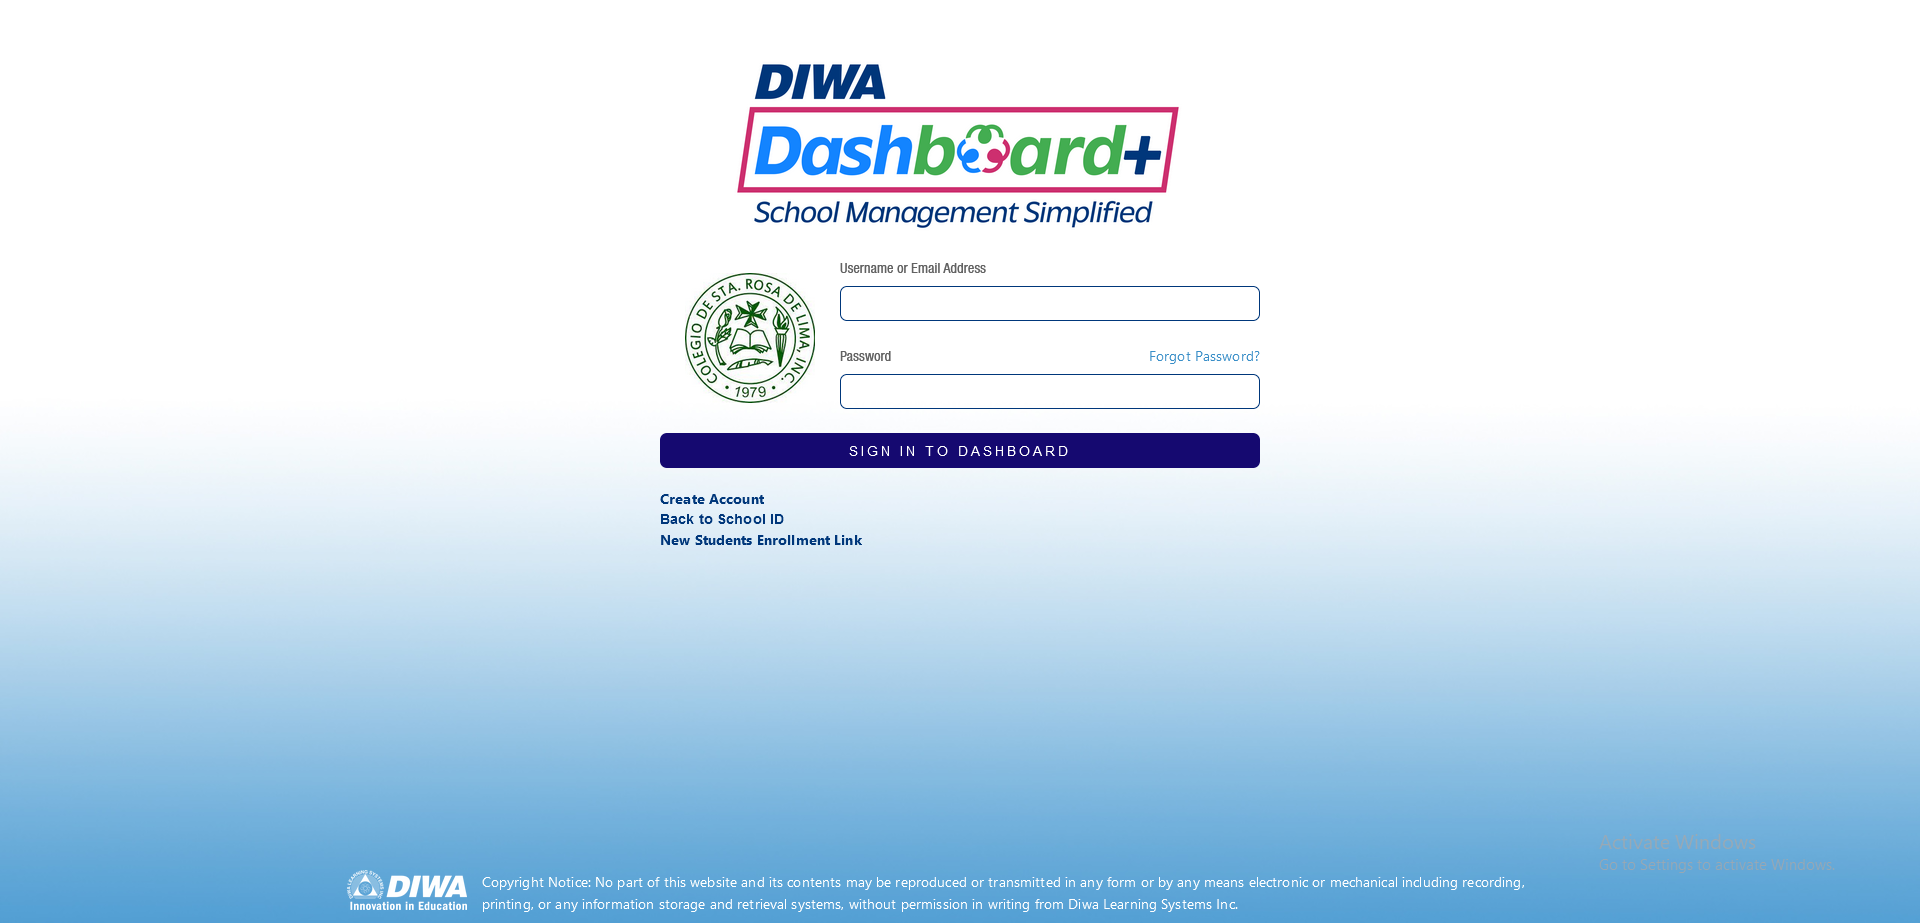 DIWA
Dashboard+
School Management Simplified
Username or Email Address
COLEGIO DE STA. ROSA DE LIMA, INC.
• 1979 •
Password
Forgot Password?
SIGN IN TO DASHBOARD
Create Account
Back to School ID
New Students Enrollment Link
Activate Windows
Go to Settings to activate Windows.
DIWA LEARNING SYSTEMS INC
DIWA
Innovation in Education
Copyright Notice: No part of this website and its contents may be reproduced or transmitted in any form or by any means electronic or mechanical including recording,
printing, or any information storage and retrieval systems, without permission in writing from Diwa Learning Systems Inc.